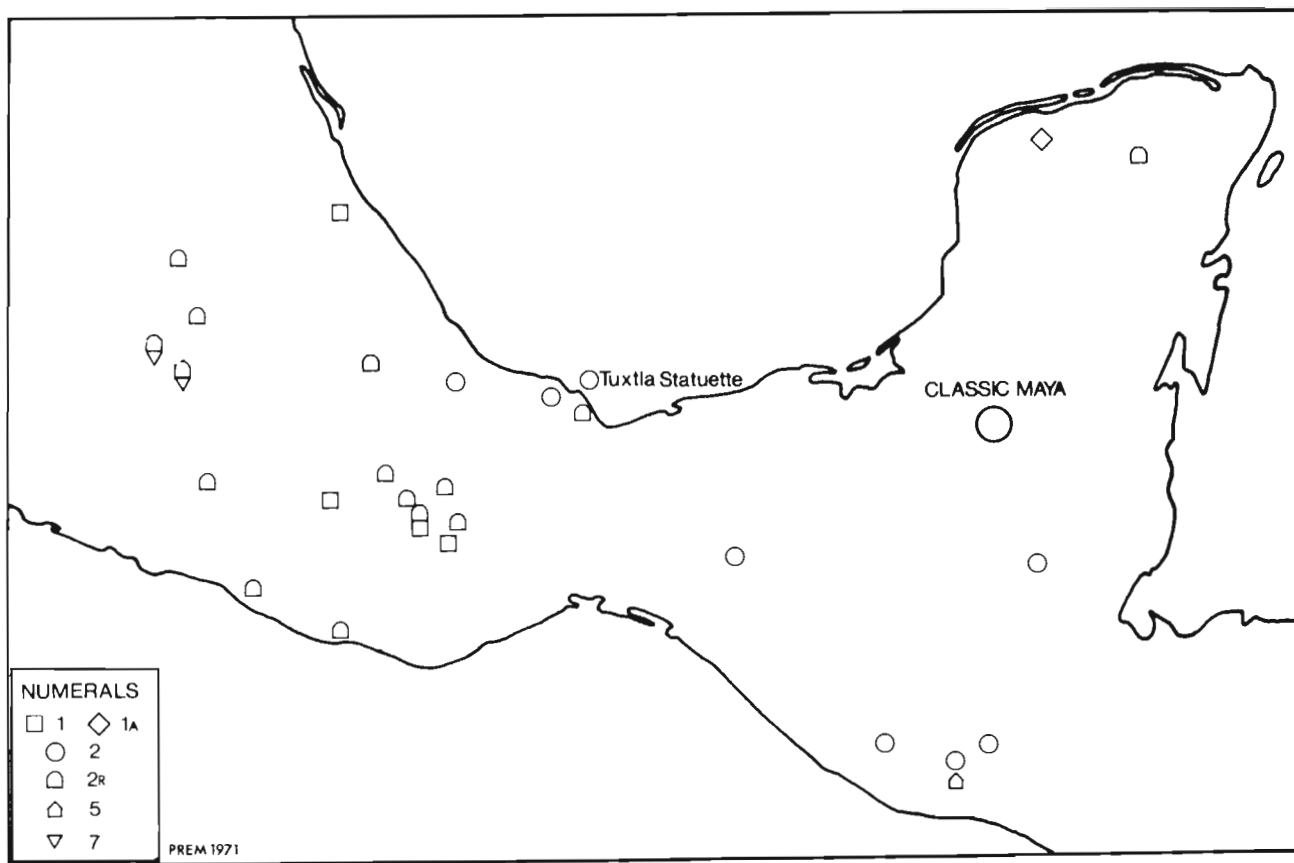 Tuxtla Statuette
CLASSIC MAYA
NUMERALS
1 1A
2
2R
5
7
PREM 1971